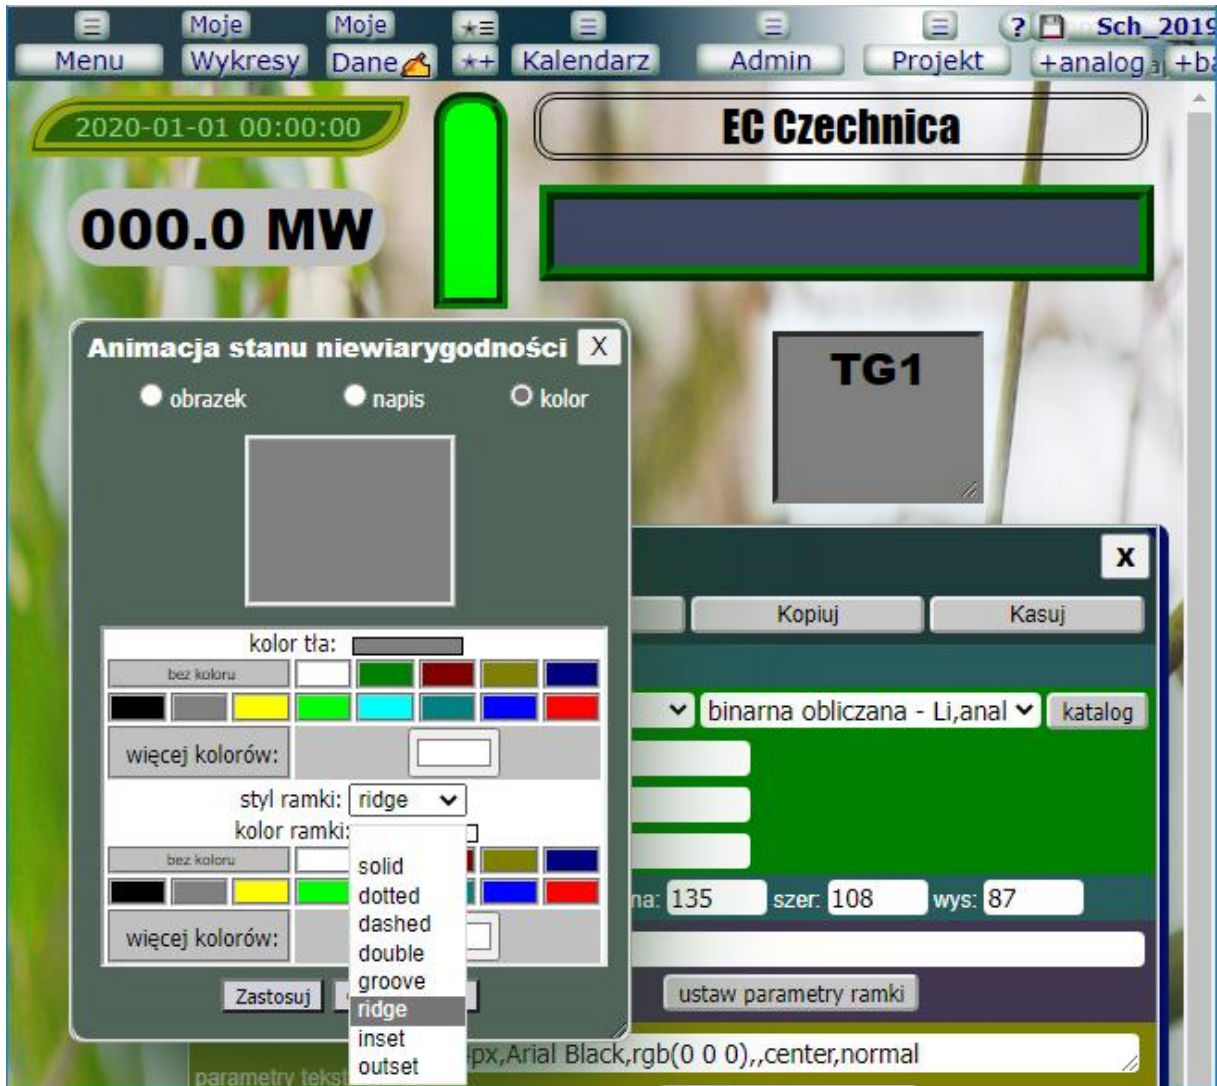 Moje Moje ★≡ ? Sch_2019
Menu Wykresy Dane ★+ Kalendarz Admin Projekt +analog +ba
2020-01-01 00:00:00
EC Czechnica
000.0 MW
Animacja stanu niewiarygodności X
obrazek napis kolor
TG1
X
Kopiuj Kasuj
kolor tła:
bez koloru
binarna obliczana - Li,anal katalog
więcej kolorów:
styl ramki: ridge
kolor ramki:
bez koloru
solid
dotted
dashed
double
groove
ridge
inset
outset
na: 135 szer: 108 wys: 87
więcej kolorów:
Zastosuj
ustaw parametry ramki
px,Arial Black,rgb(0 0 0),,center,normal
parametry tekst